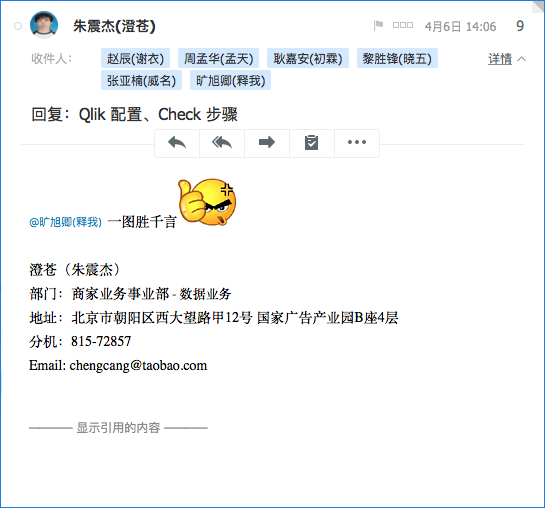 朱震杰(澄苍)
4月6日 14:06
9
收件人：
赵辰(谢衣) 周孟华(孟天) 耿嘉安(初霖) 黎胜锋(晓五)
详情
张亚楠(威名) 旷旭卿(释我)
回复：Qlik 配置、Check 步骤
@旷旭卿(释我) 一图胜千言
澄苍（朱震杰）
部门：商家业务事业部 - 数据业务
地址：北京市朝阳区西大望路甲12号 国家广告产业园B座4层
分机：815-72857
Email: chengcang@taobao.com
显示引用的内容